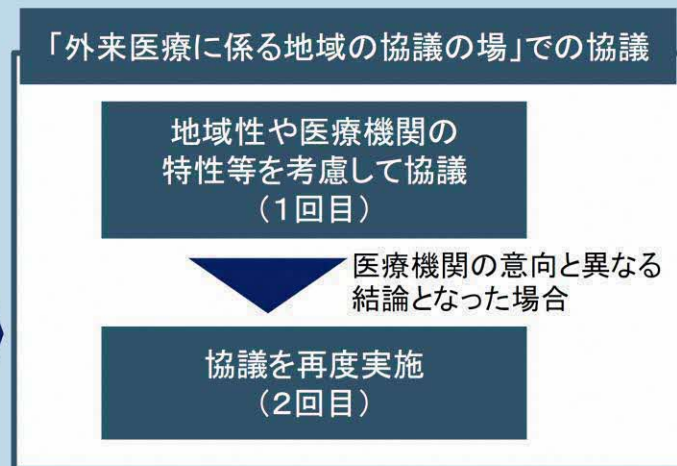 「外来医療に係る地域の協議の場」での協議
地域性や医療機関の
特性等を考慮して協議
（1回目）
医療機関の意向と異なる
結論となった場合
協議を再度実施
（2回目）